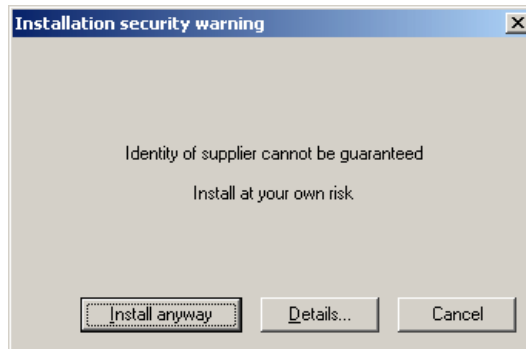 Installation security warning
Identity of supplier cannot be guaranteed
Install at your own risk
Install anyway
Details...
Cancel